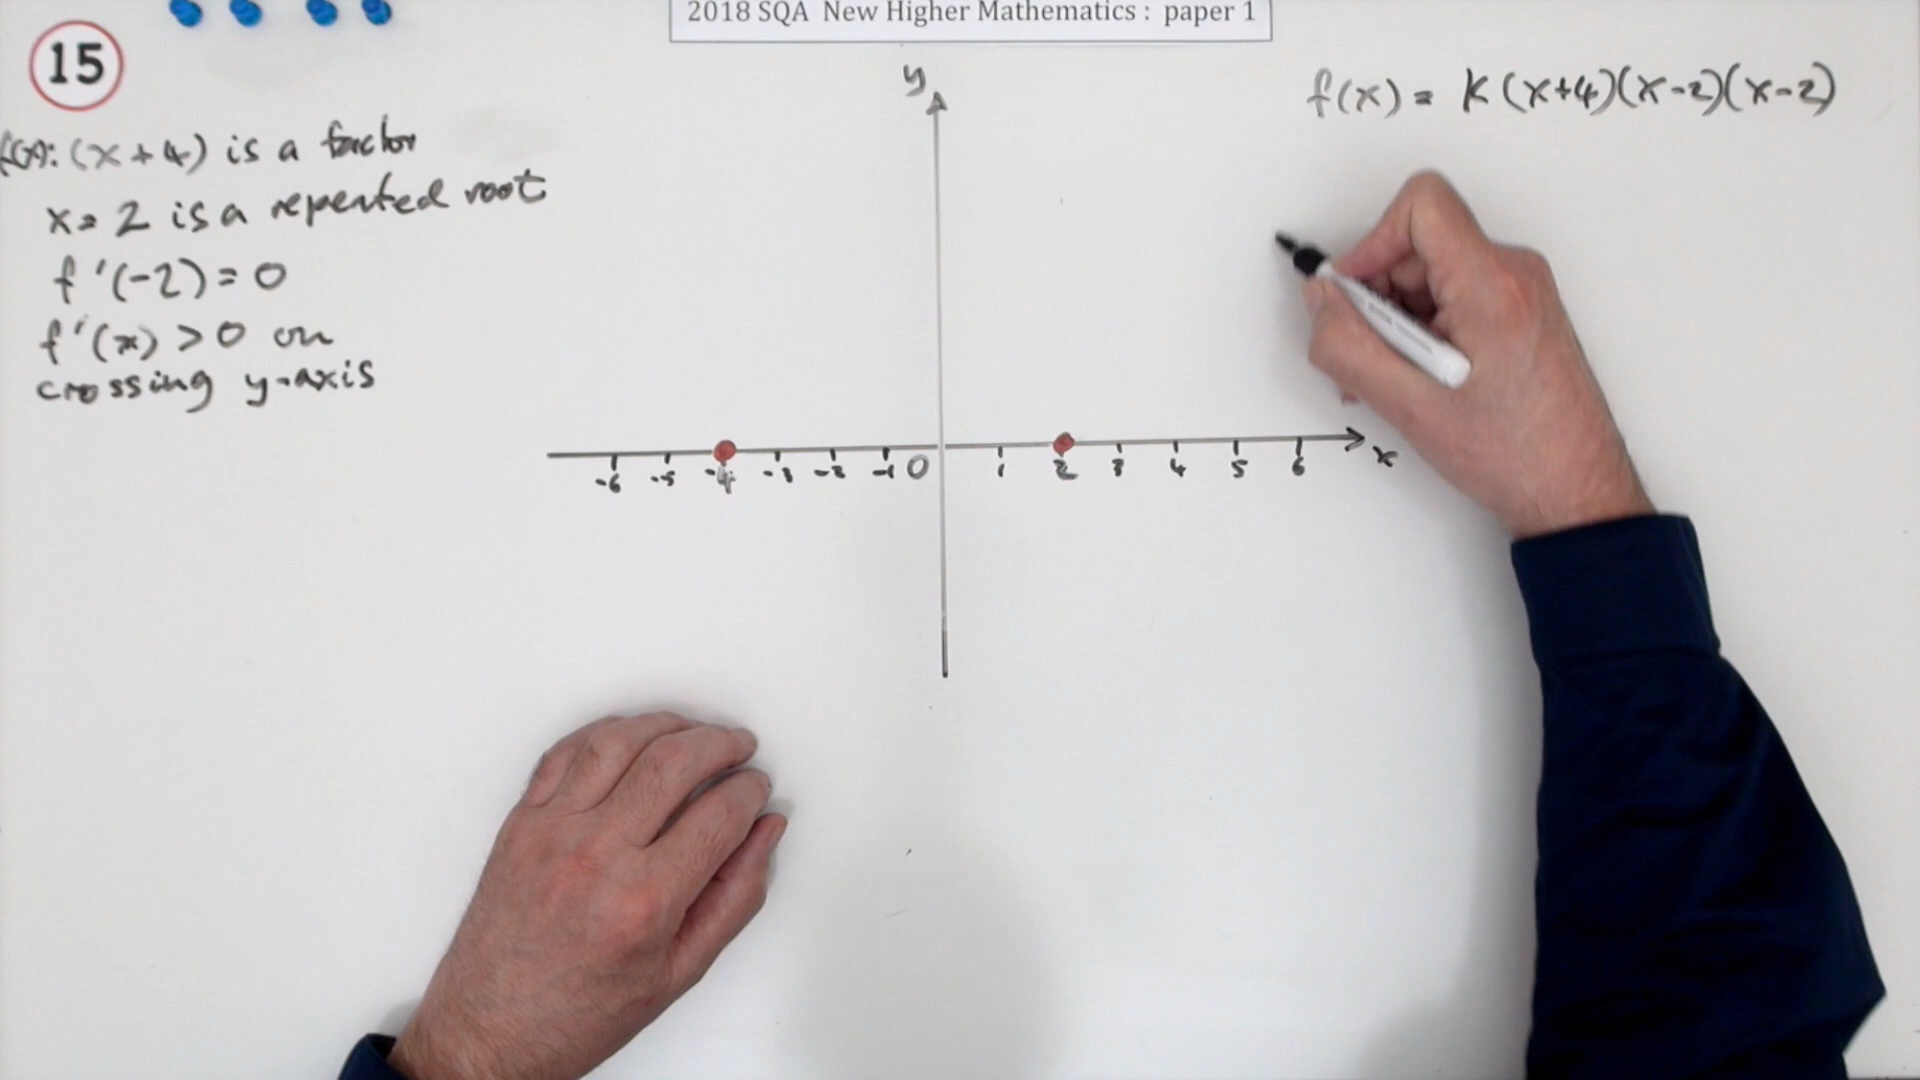 2018 SQA New Higher Mathematics : paper 1
15
f(x): (x+4) is a factor
x = 2 is a repeated root
f'(-2) = 0
f'(x) > 0 on
crossing y-axis
y
f(x) = k(x+4)(x-2)(x-2)
-6 -5 -4 -3 -2 -1 0 1 2 3 4 5 6 x